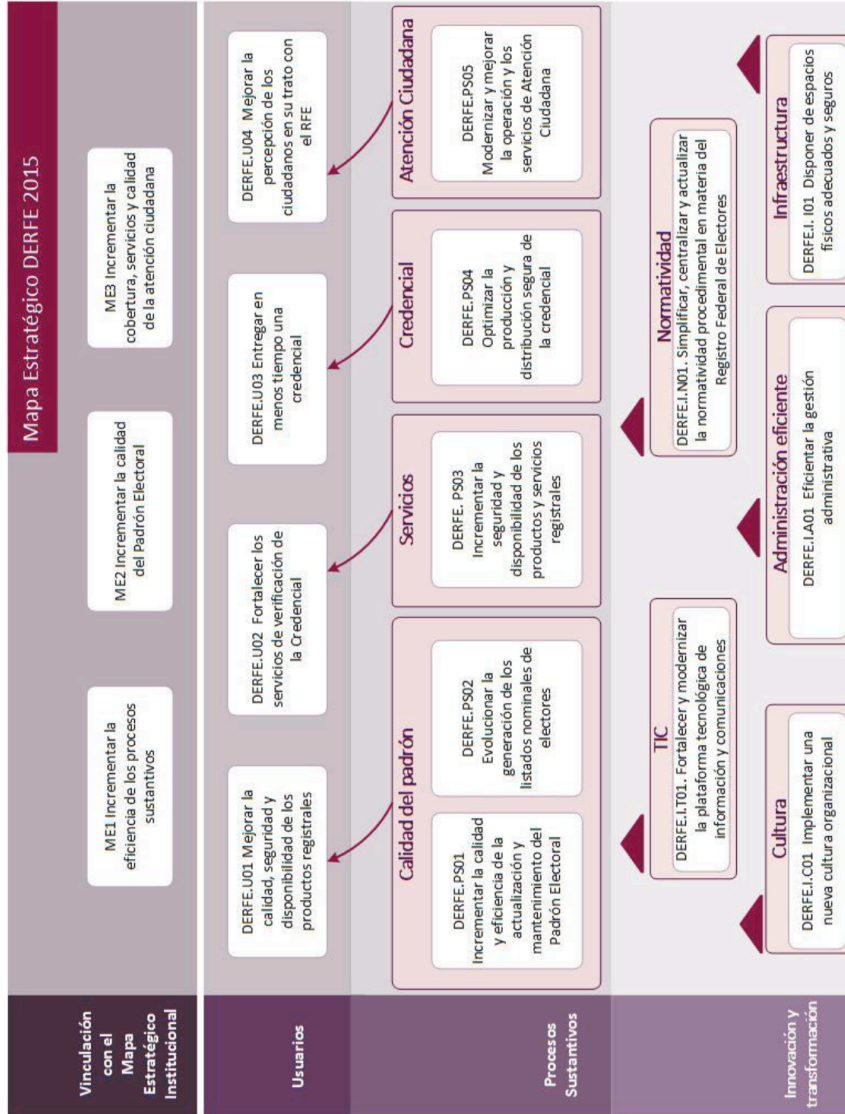 Mapa Estratégico DERFE 2015
Vinculación
con el
Mapa
Estratégico
Institucional
ME1 Incrementar la
eficiencia de los procesos
sustantivos
ME2 Incrementar la calidad
del Padrón Electoral
ME3 Incrementar la
cobertura, servicios y calidad
de la atención ciudadana
Usuarios
DERFE.U01 Mejorar la
calidad, seguridad y
disponibilidad de los
productos registrales
DERFE.U02 Fortalecer los
servicios de verificación de
la Credencial
DERFE.U03 Entregar en
menos tiempo una
credencial
DERFE.U04 Mejorar la
percepción de los
ciudadanos en su trato con
el RFE
Procesos
Sustantivos
Calidad del padrón
DERFE.PS01
Incrementar la calidad
y eficiencia de la
actualización y
mantenimiento del
Padrón Electoral
DERFE.PS02
Evolucionar la
generación de los
listados nominales de
electores
Servicios
DERFE. PS03
Incrementar la
seguridad y
disponibilidad de los
productos y servicios
registrales
Credencial
DERFE.PS04
Optimizar la
producción y
distribución segura de
la credencial
Atención Ciudadana
DERFE.PS05
Modernizar y mejorar
la operación y los
servicios de Atención
Ciudadana
Innovación y
transformación
TIC
DERFE.I.T01. Fortalecer y modernizar
la plataforma tecnológica de
información y comunicaciones
Normatividad
DERFE.I.N01. Simplificar, centralizar y actualizar
la normatividad procedimental en materia del
Registro Federal de Electores
Cultura
DERFE.I.C01 Implementar una
nueva cultura organizacional
Administración eficiente
DERFE.I.A01 Eficientar la gestión
administrativa
Infraestructura
DERFE.I. I01 Disponer de espacios
físicos adecuados y seguros